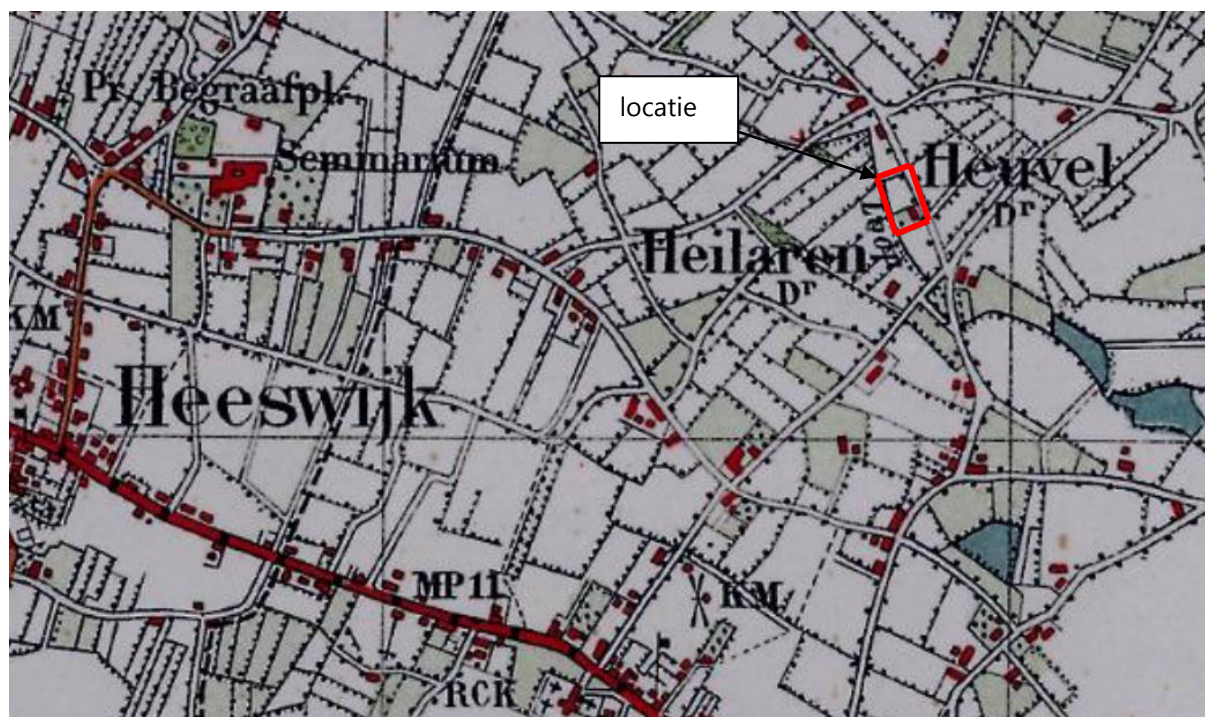 locatie
Pr. Begraafpl.
Seminarium
Heuvel
Dr
Heilaren
Dr
KM
Heeswijk
MP 11
KM
RCK